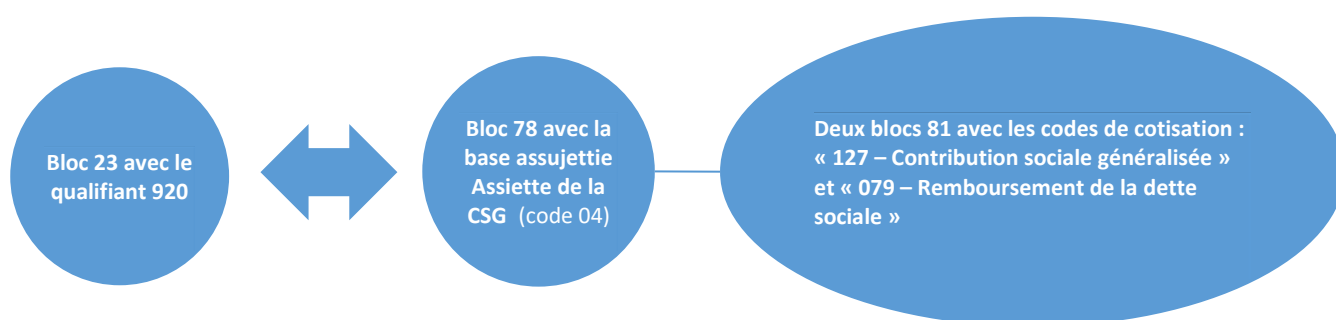 Bloc 23 avec le
qualifiant 920
Bloc 78 avec la
base assujettie
Assiette de la
CSG (code 04)
Deux blocs 81 avec les codes de cotisation :
« 127 – Contribution sociale généralisée »
et « 079 – Remboursement de la dette
sociale »